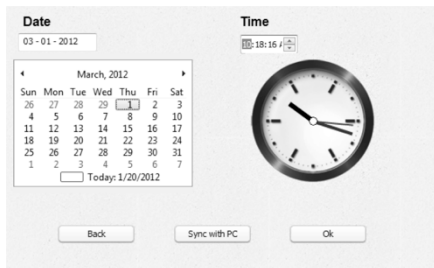 Date
Time
03 - 01 - 2012
10:18:16 A
March, 2012
Sun Mon Tue Wed Thu Fri Sat
26 27 28 29 1 2 3
4 5 6 7 8 9 10
11 12 13 14 15 16 17
18 19 20 21 22 23 24
25 26 27 28 29 30 31
1 2 3 4 5 6 7
Today: 1/20/2012
Back
Sync with PC
Ok